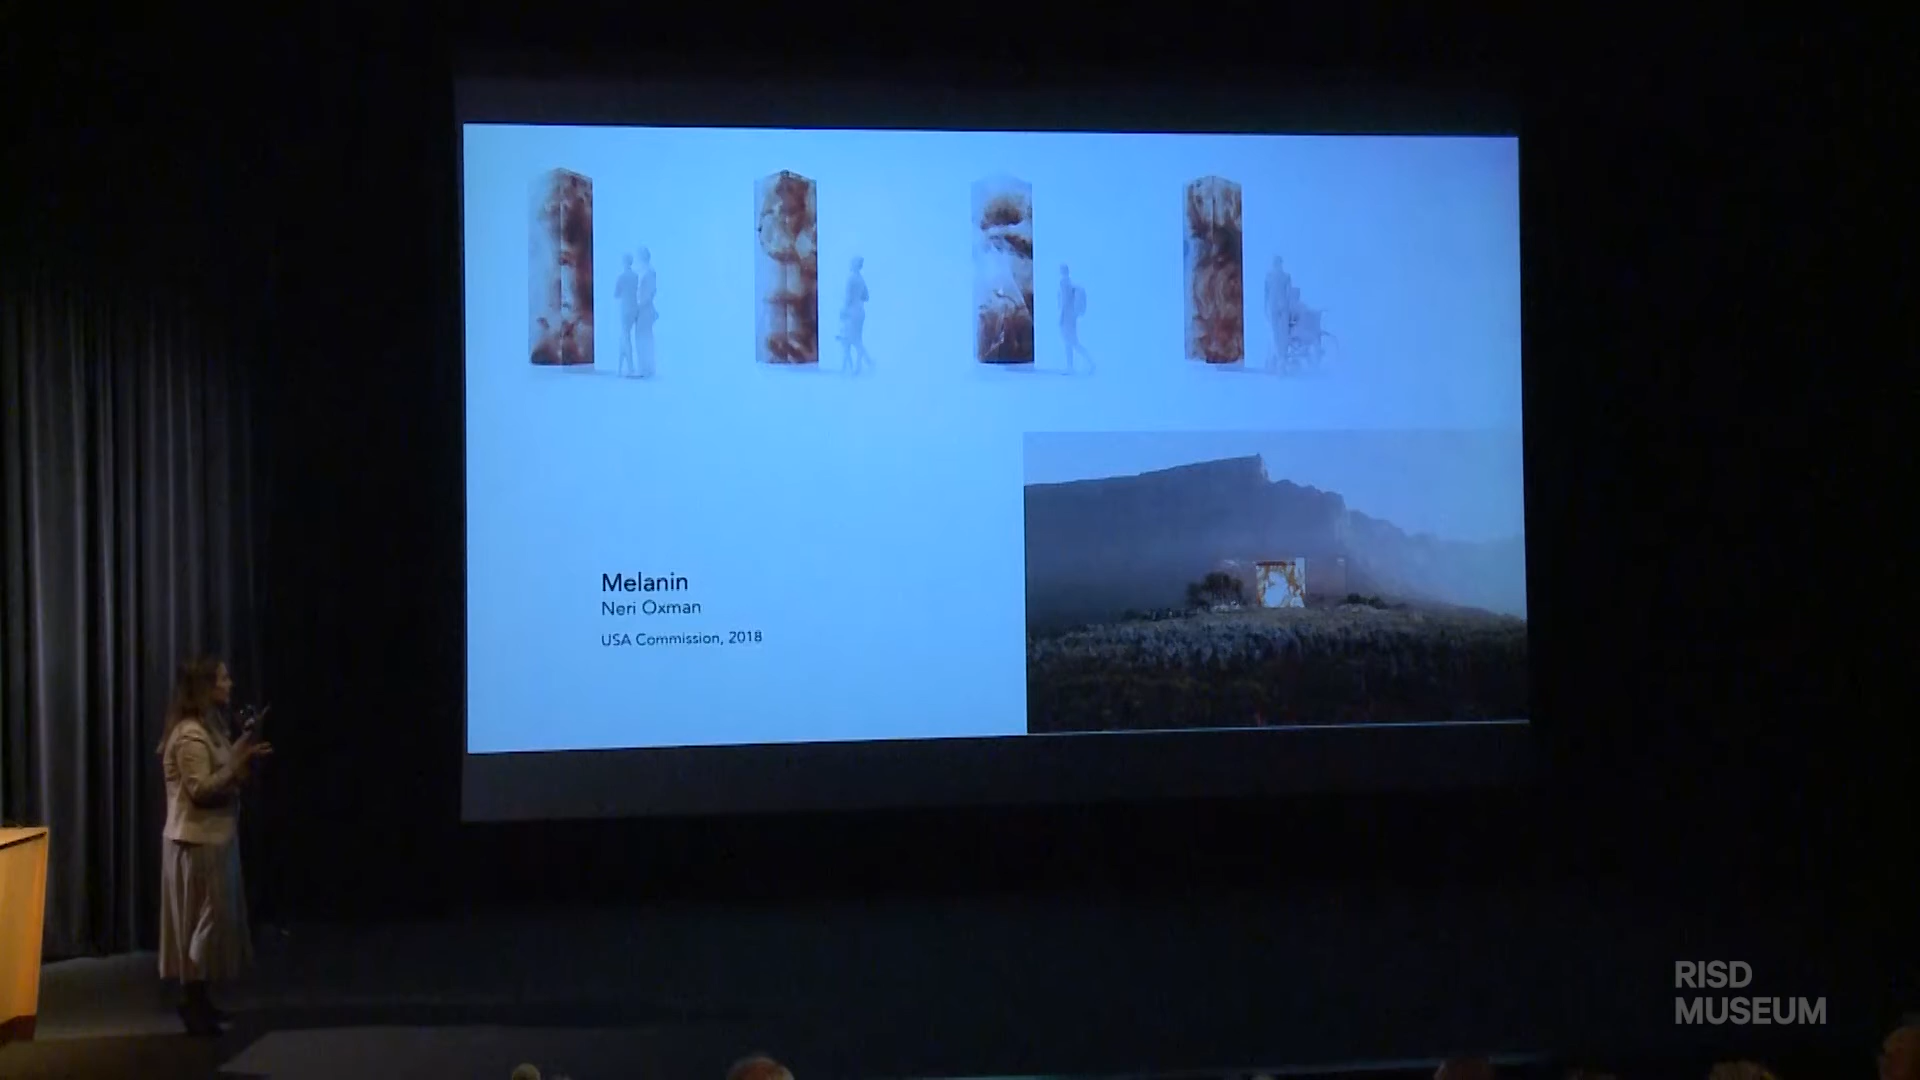 Melanin
Neri Oxman
USA Commission, 2018
RISD
MUSEUM